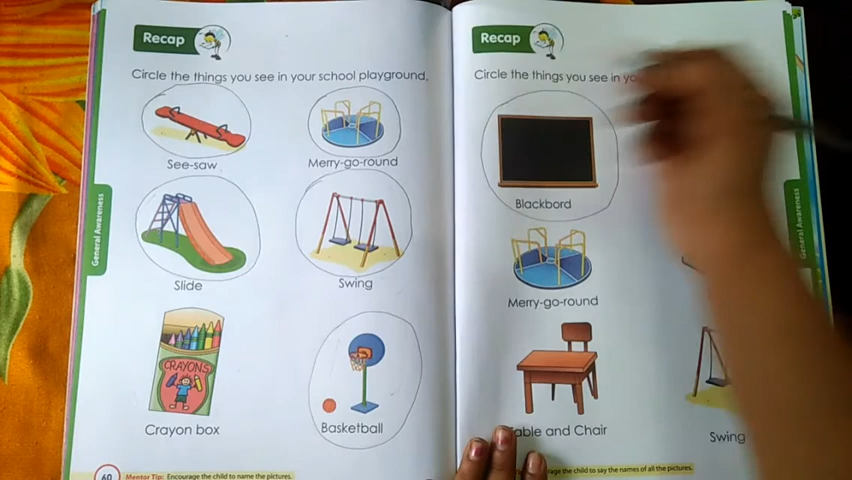 Recap
Circle the things you see in your school playground.
See-saw
Merry-go-round
Slide
Swing
CRAYONS
Crayon box
Basketball
General Awareness
60
Mentor Tip: Encourage the child to name the pictures.
Recap
Circle the things you see in
Blackbord
Merry-go-round
able and Chair
Swing
General Awareness
the child to say the names of all the pictures.